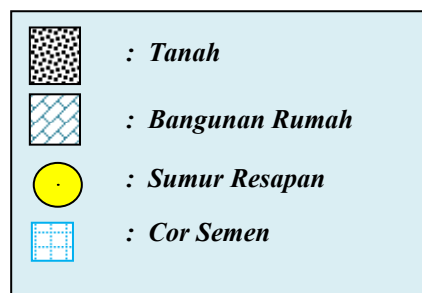 : Tanah
: Bangunan Rumah
: Sumur Resapan
: Cor Semen